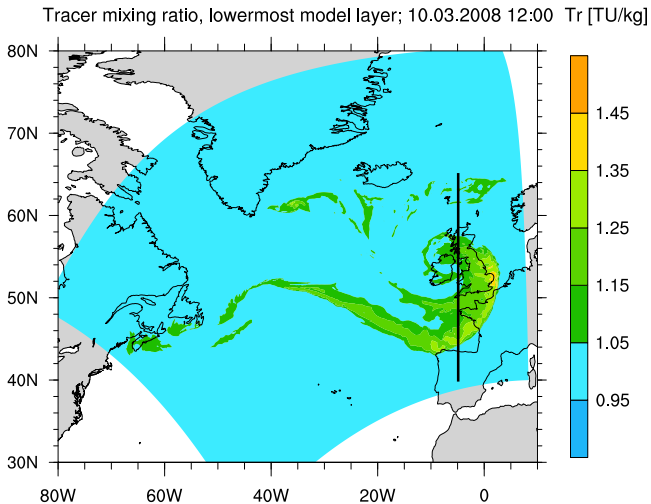 Tracer mixing ratio, lowermost model layer; 10.03.2008 12:00 Tr [TU/kg]
80N
70N
60N
50N
40N
30N
80W 60W 40W 20W 0
1.45
1.35
1.25
1.15
1.05
0.95